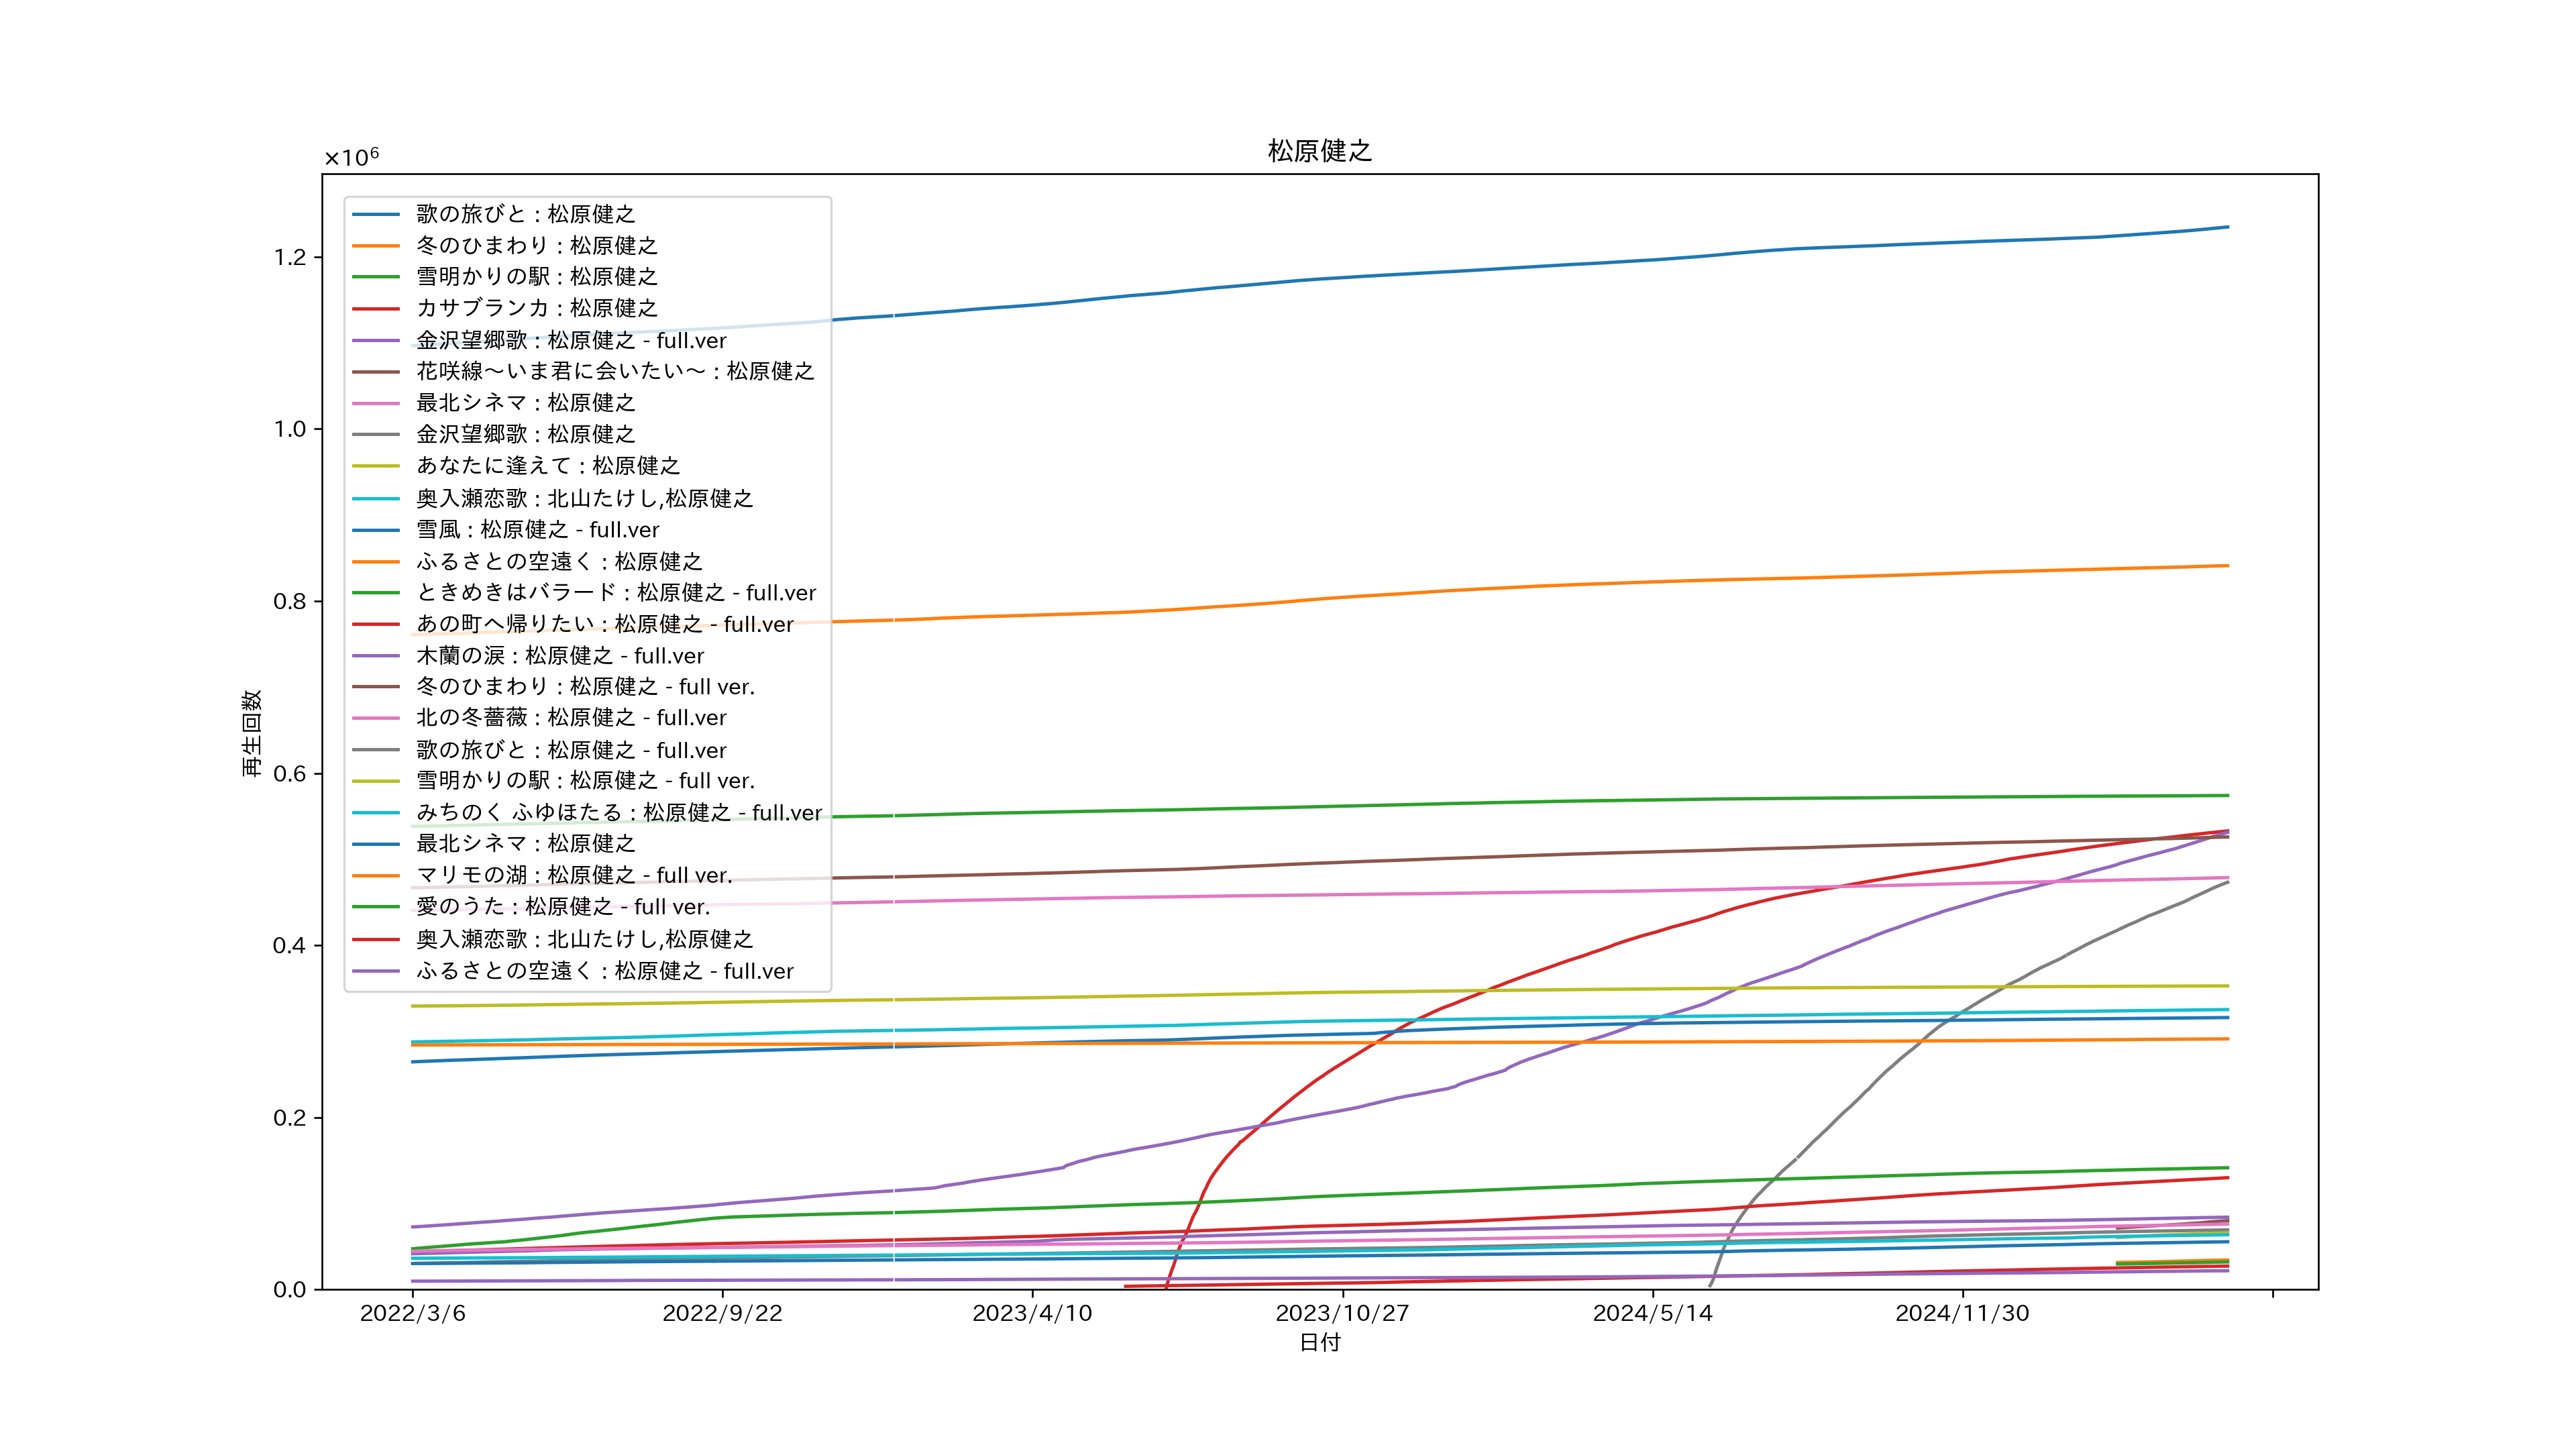 松原健之
×10⁶
歌の旅びと : 松原健之
冬のひまわり : 松原健之
雪明かりの駅 : 松原健之
カサブランカ : 松原健之
金沢望郷歌 : 松原健之 - full.ver
花咲線～いま君に会いたい～ : 松原健之
最北シネマ : 松原健之
金沢望郷歌 : 松原健之
あなたに逢えて : 松原健之
奥入瀬恋歌 : 北山たけし,松原健之
雪風 : 松原健之 - full.ver
ふるさとの空遠く : 松原健之
ときめきはバラード : 松原健之 - full.ver
あの町へ帰りたい : 松原健之 - full.ver
木蘭の涙 : 松原健之 - full.ver
冬のひまわり : 松原健之 - full ver.
北の冬薔薇 : 松原健之 - full.ver
歌の旅びと : 松原健之 - full.ver
雪明かりの駅 : 松原健之 - full ver.
みちのく ふゆほたる : 松原健之 - full.ver
最北シネマ : 松原健之
マリモの湖 : 松原健之 - full ver.
愛のうた : 松原健之 - full ver.
奥入瀬恋歌 : 北山たけし,松原健之
ふるさとの空遠く : 松原健之 - full.ver
1.2
1.0
0.8
0.6
0.4
0.2
0.0
再生回数
2022/3/6 2022/9/22 2023/4/10 2023/10/27 2024/5/14 2024/11/30
日付